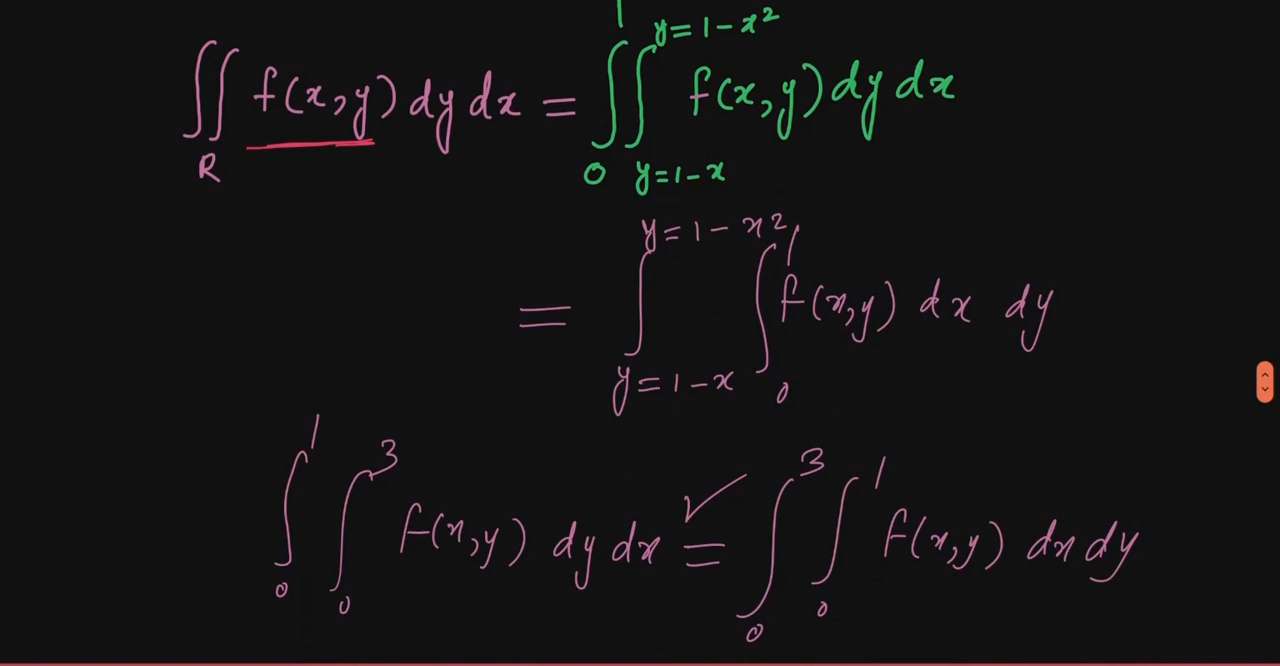 ∬_R f(x,y) dy dx = ∫_0^1 ∫_{y=1-x}^{y=1-x²} f(x,y) dy dx
= ∫_{y=1-x}^{y=1-x²} ∫_0^1 f(x,y) dx dy
∫_0^1 ∫_0^3 f(x,y) dy dx =✓ ∫_0^3 ∫_0^1 f(x,y) dx dy